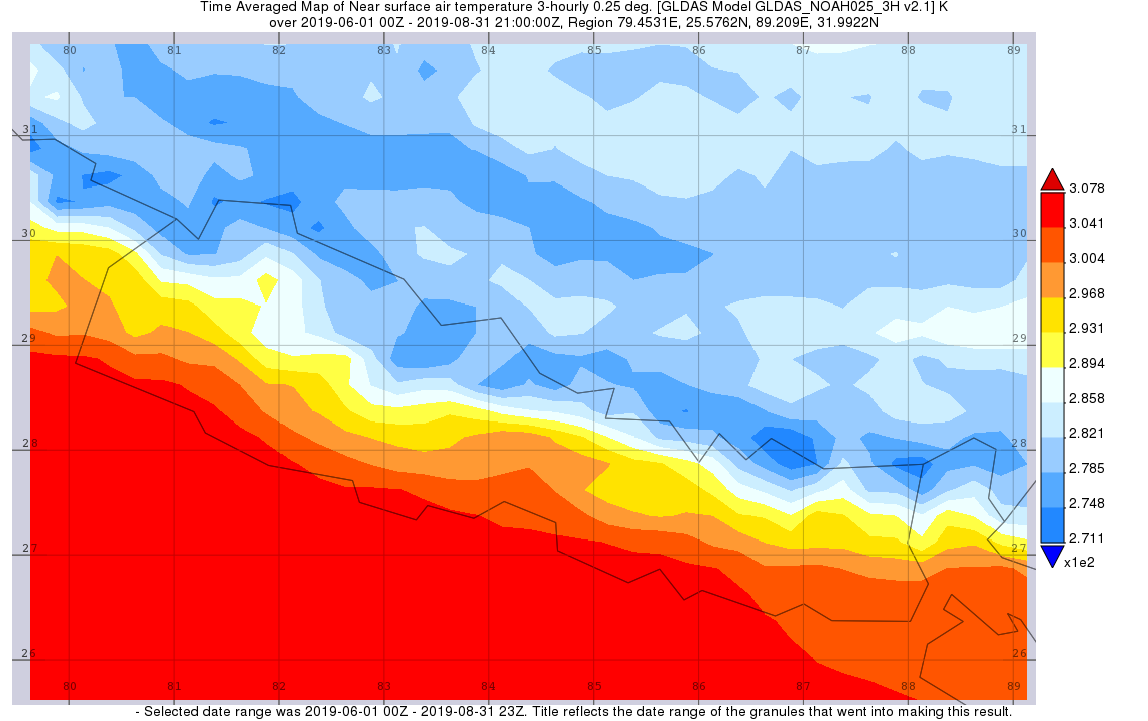 Time Averaged Map of Near surface air temperature 3-hourly 0.25 deg. [GLDAS Model GLDAS_NOAH025_3H v2.1] K
over 2019-06-01 00Z - 2019-08-31 21:00:00Z, Region 79.4531E, 25.5762N, 89.209E, 31.9922N
80 81 82 83 84 85 86 87 88 89
31 31
30 30
29 29
28 28
27 27
26 26
80 81 82 83 84 85 86 87 88 89
3.078
3.041
3.004
2.968
2.931
2.894
2.858
2.821
2.785
2.748
2.711
x1e2
- Selected date range was 2019-06-01 00Z - 2019-08-31 23Z. Title reflects the date range of the granules that went into making this result.